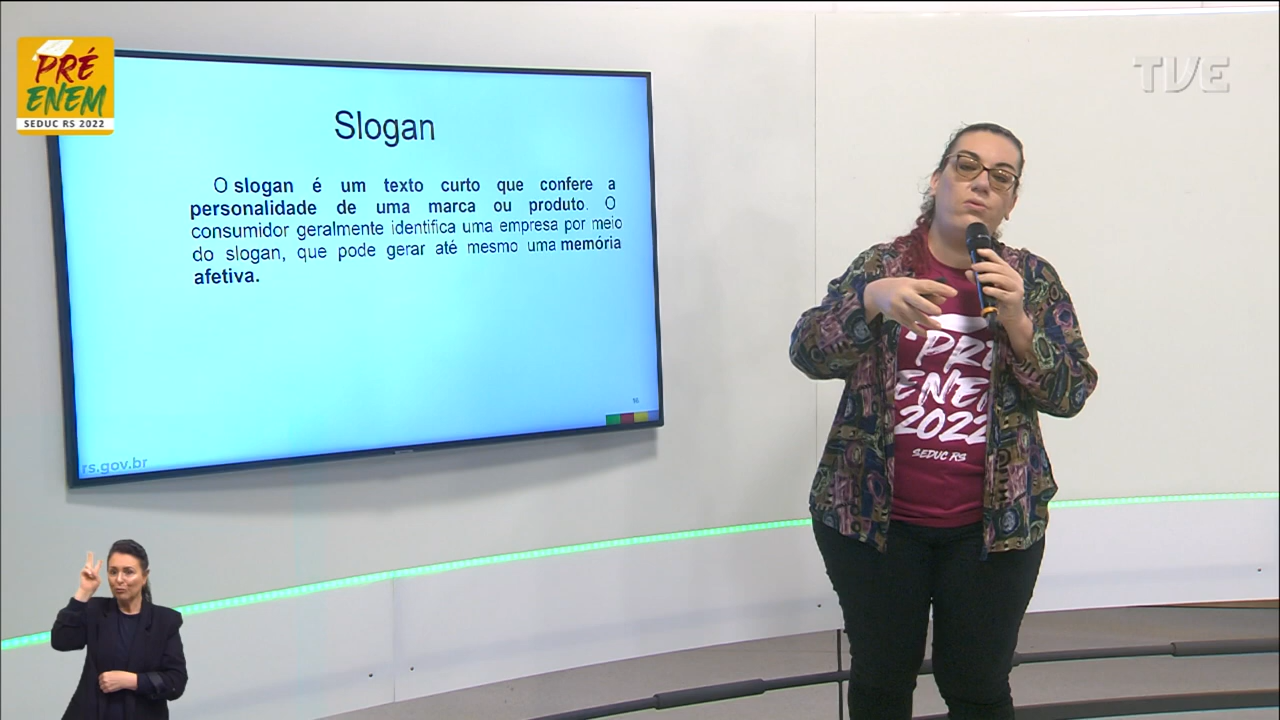 PRÉ
ENEM
SEDUC RS 2022
TVE
Slogan
O slogan é um texto curto que confere a
personalidade de uma marca ou produto. O
consumidor geralmente identifica uma empresa por meio
do slogan, que pode gerar até mesmo uma memória
afetiva.
16
rs.gov.br
PRÉ
ENEM
2022
SEDUC RS